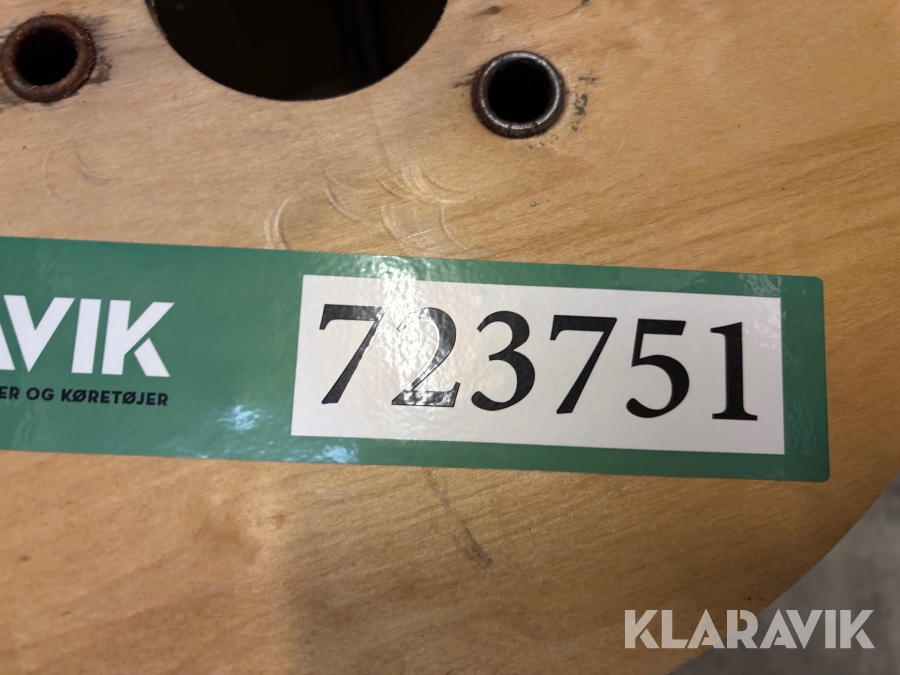 AVIK
ER OG KØRETØJER
723751
KLARAVIK